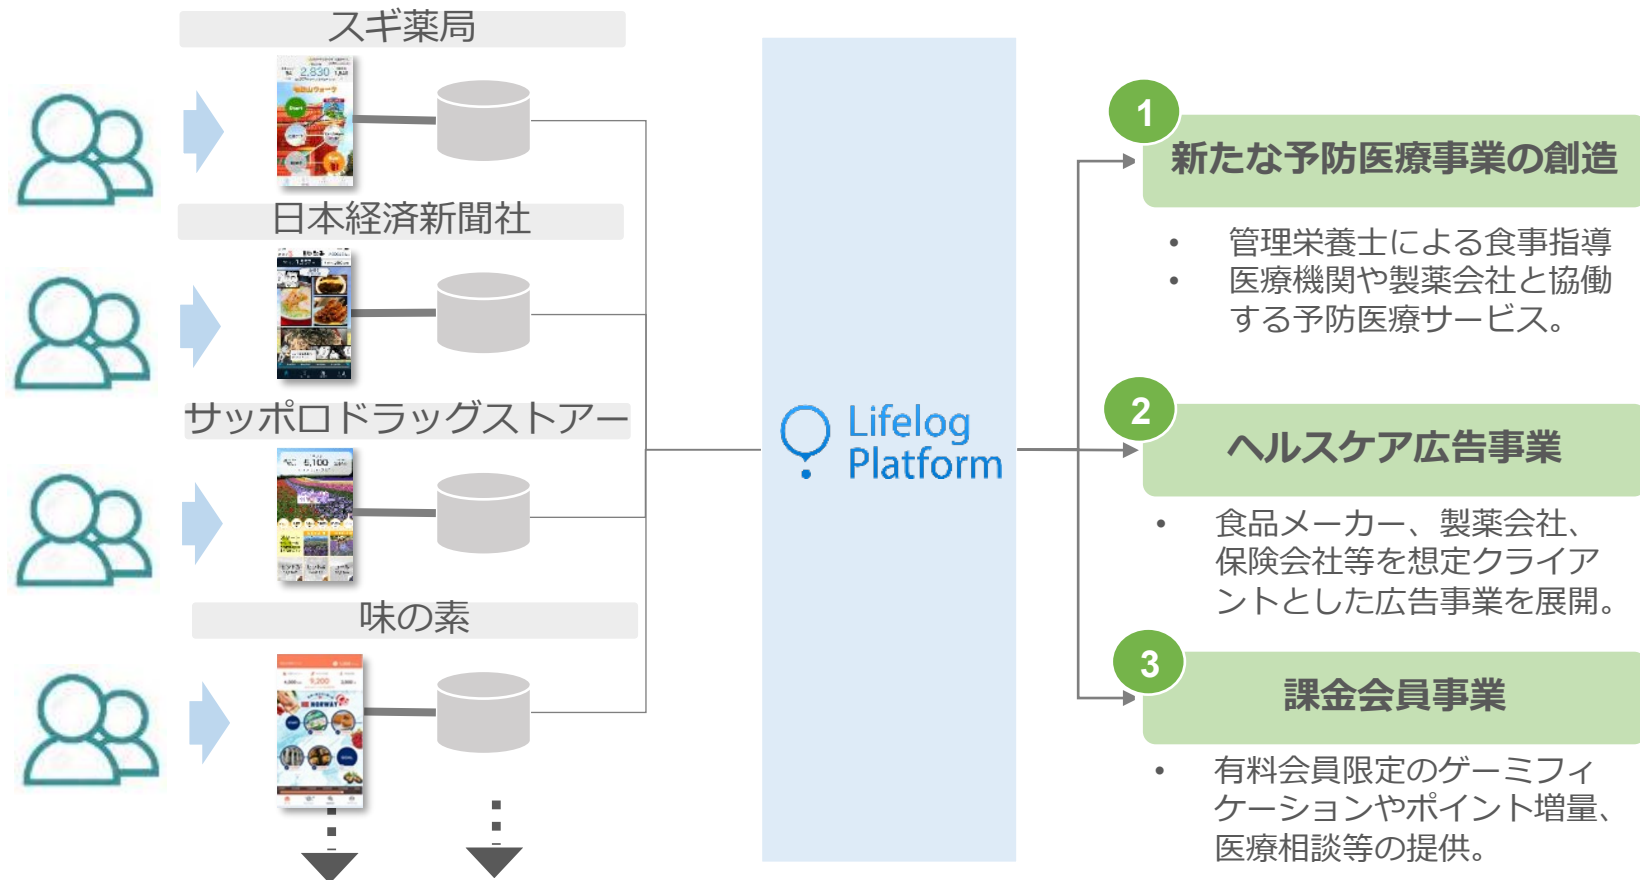 スギ薬局
2,830
日本経済新聞社
サッポロドラッグストアー
6,100
味の素
9,200
NORWAY
Lifelog
Platform
1
新たな予防医療事業の創造
• 管理栄養士による食事指導
• 医療機関や製薬会社と協働
する予防医療サービス。
2
ヘルスケア広告事業
• 食品メーカー、製薬会社、
保険会社等を想定クライア
ントとした広告事業を展開。
3
課金会員事業
• 有料会員限定のゲーミフィ
ケーションやポイント増量、
医療相談等の提供。